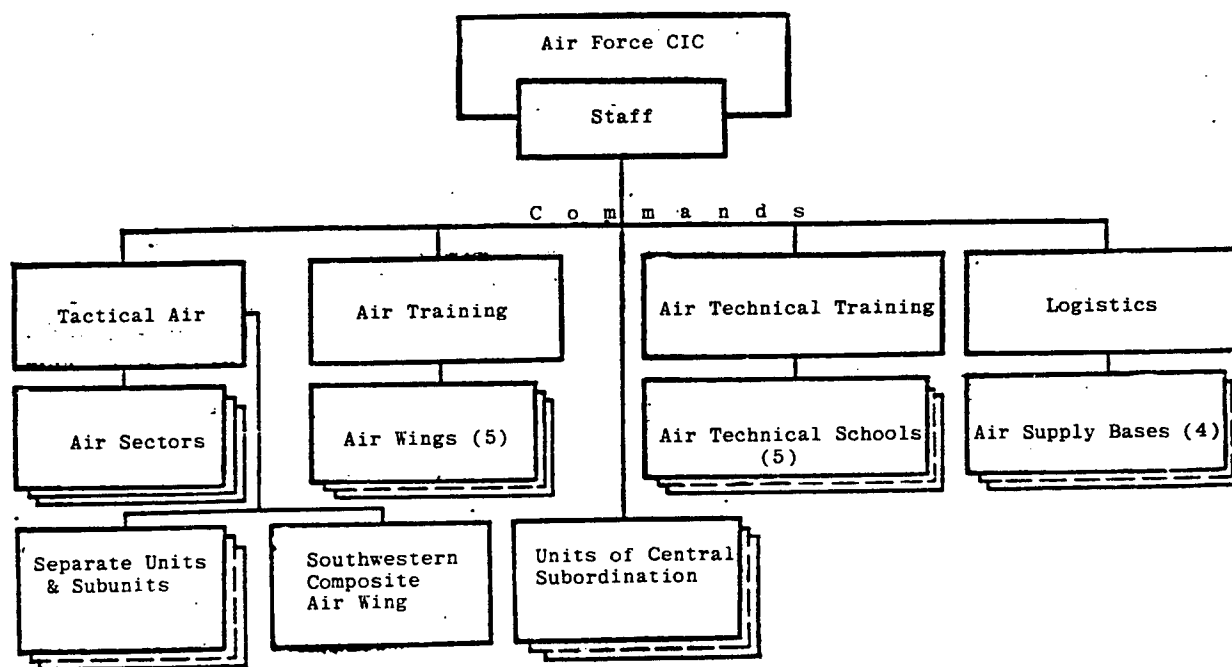 Air Force CIC
Staff
C o m m a n d s
Tactical Air
Air Training
Air Technical Training
Logistics
Air Sectors
Air Wings (5)
Air Technical Schools
(5)
Air Supply Bases (4)
Separate Units
& Subunits
Southwestern
Composite
Air Wing
Units of Central
Subordination